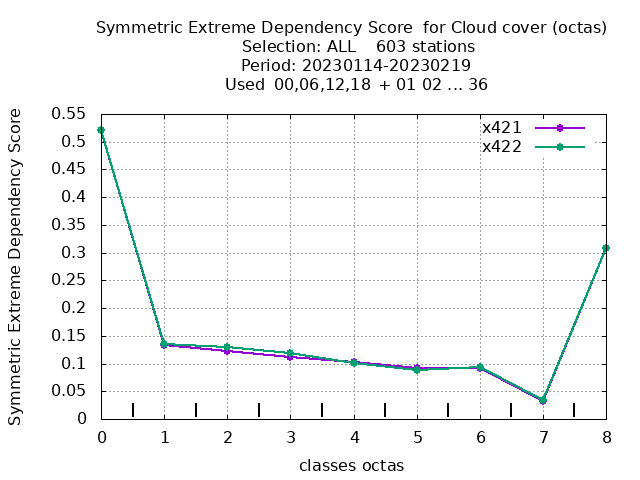 Symmetric Extreme Dependency Score  for Cloud cover (octas)
Selection: ALL    603 stations
Period: 20230114-20230219
Used  00,06,12,18 + 01 02 ... 36
Symmetric Extreme Dependency Score
x421
x422
0.55
0.5
0.45
0.4
0.35
0.3
0.25
0.2
0.15
0.1
0.05
0
0 1 2 3 4 5 6 7 8
classes octas